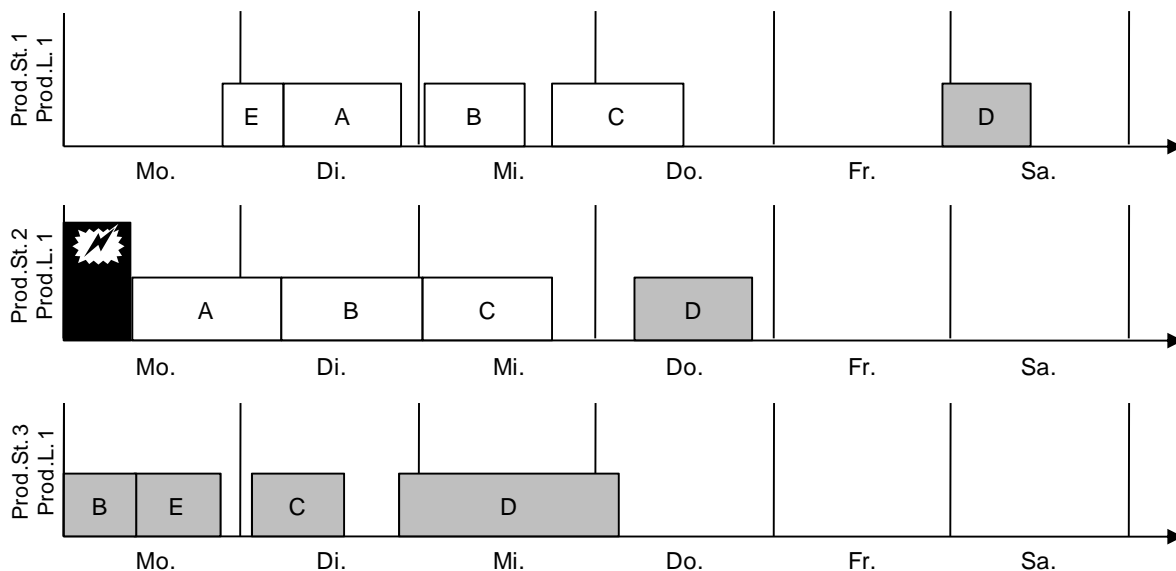 Prod.St.1
Prod.L.1
E A B C D
Mo. Di. Mi. Do. Fr. Sa.
Prod.St.2
Prod.L.1
A B C D
Mo. Di. Mi. Do. Fr. Sa.
Prod.St.3
Prod.L.1
B E C D
Mo. Di. Mi. Do. Fr. Sa.